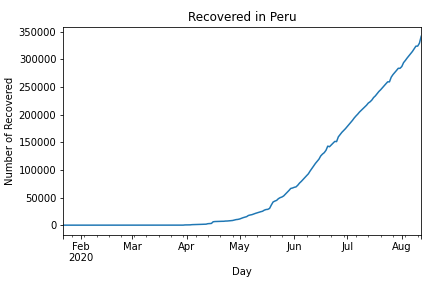 Recovered in Peru
350000
300000
250000
200000
150000
100000
50000
0
Number of Recovered
Feb Mar Apr May Jun Jul Aug
2020
Day